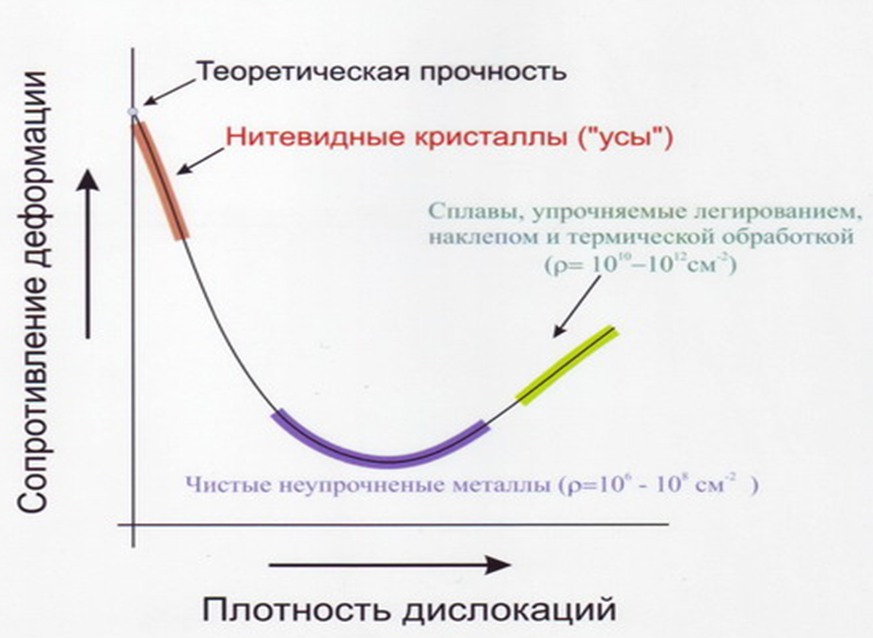 Теоретическая прочность
Нитевидные кристаллы ("усы")
Сплавы, упрочняемые легированием,
наклепом и термической обработкой
(ρ= 10¹⁰–10¹²см⁻²)
Сопротивление деформации
Чистые неупрочненые металлы (ρ=10⁶ - 10⁸ см⁻² )
Плотность дислокаций